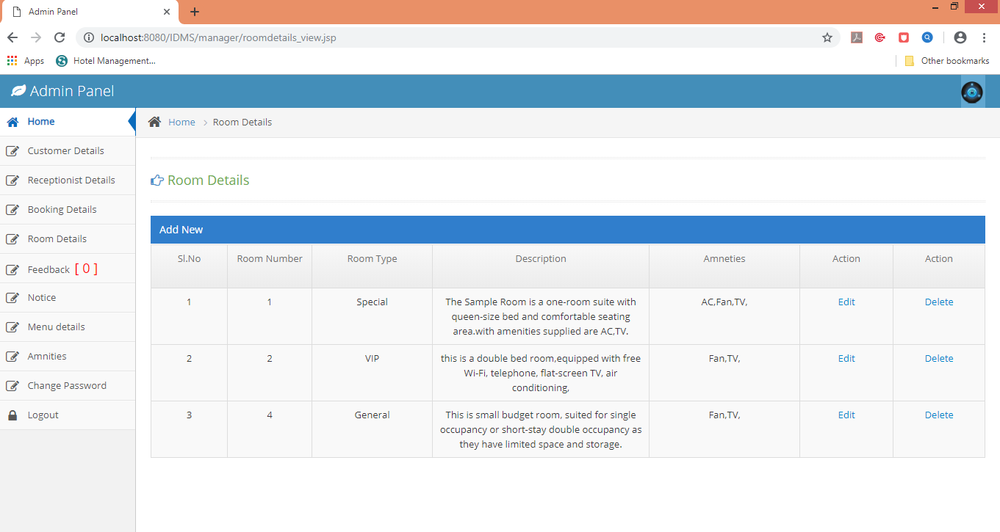 Admin Panel
localhost:8080/IDMS/manager/roomdetails_view.jsp
Apps
Hotel Management...
Other bookmarks
Admin Panel
Home
Customer Details
Receptionist Details
Booking Details
Room Details
Feedback [ 0 ]
Notice
Menu details
Amnities
Change Password
Logout
Home > Room Details
Room Details
Add New
Sl.No Room Number Room Type Description Amneties Action Action
1 1 Special The Sample Room is a one-room suite with
queen-size bed and comfortable seating
area.with amenities supplied are AC,TV. AC,Fan,TV, Edit Delete
2 2 VIP this is a double bed room,equipped with free
Wi-Fi, telephone, flat-screen TV, air
conditioning, Fan,TV, Edit Delete
3 4 General This is small budget room, suited for single
occupancy or short-stay double occupancy as
they have limited space and storage. Fan,TV, Edit Delete